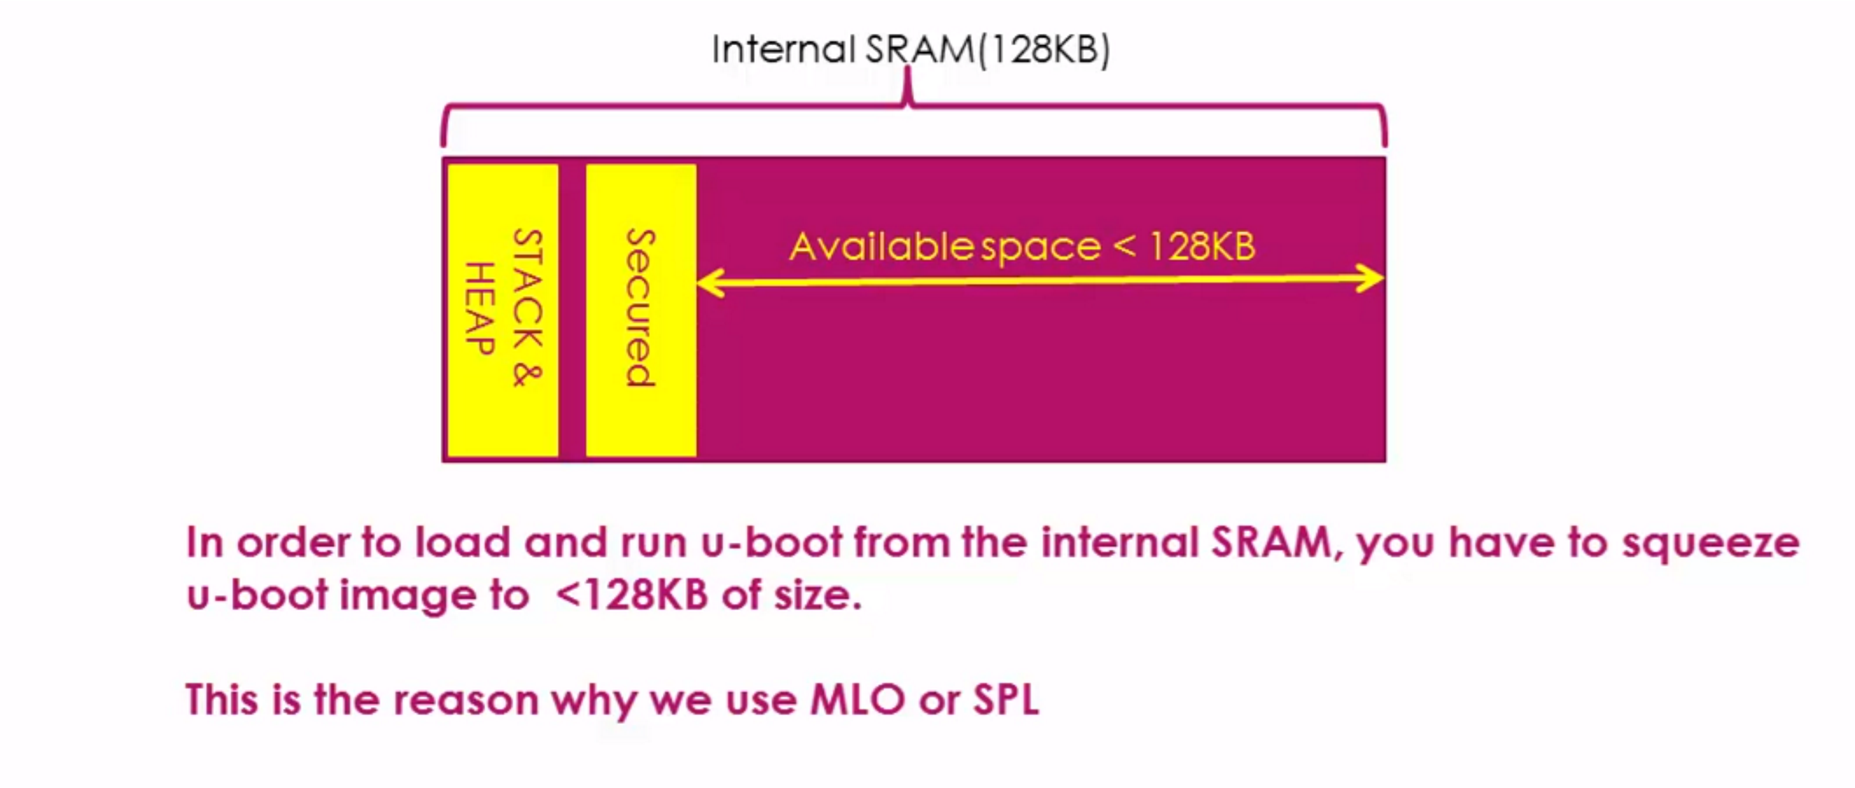 Internal SRAM(128KB)
STACK &
HEAP
Secured
Available space < 128KB
In order to load and run u-boot from the internal SRAM, you have to squeeze
u-boot image to <128KB of size.
This is the reason why we use MLO or SPL